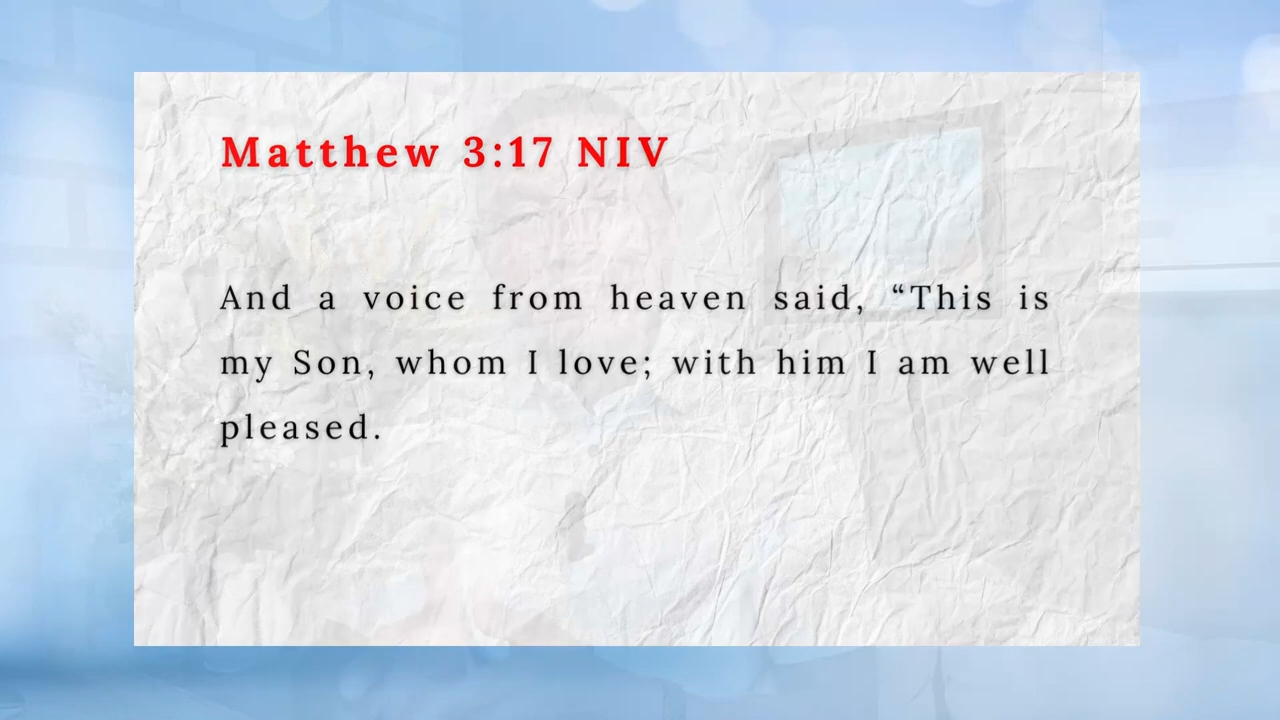 Matthew 3:17 NIV
And a voice from heaven said, “This is
my Son, whom I love; with him I am well
pleased.